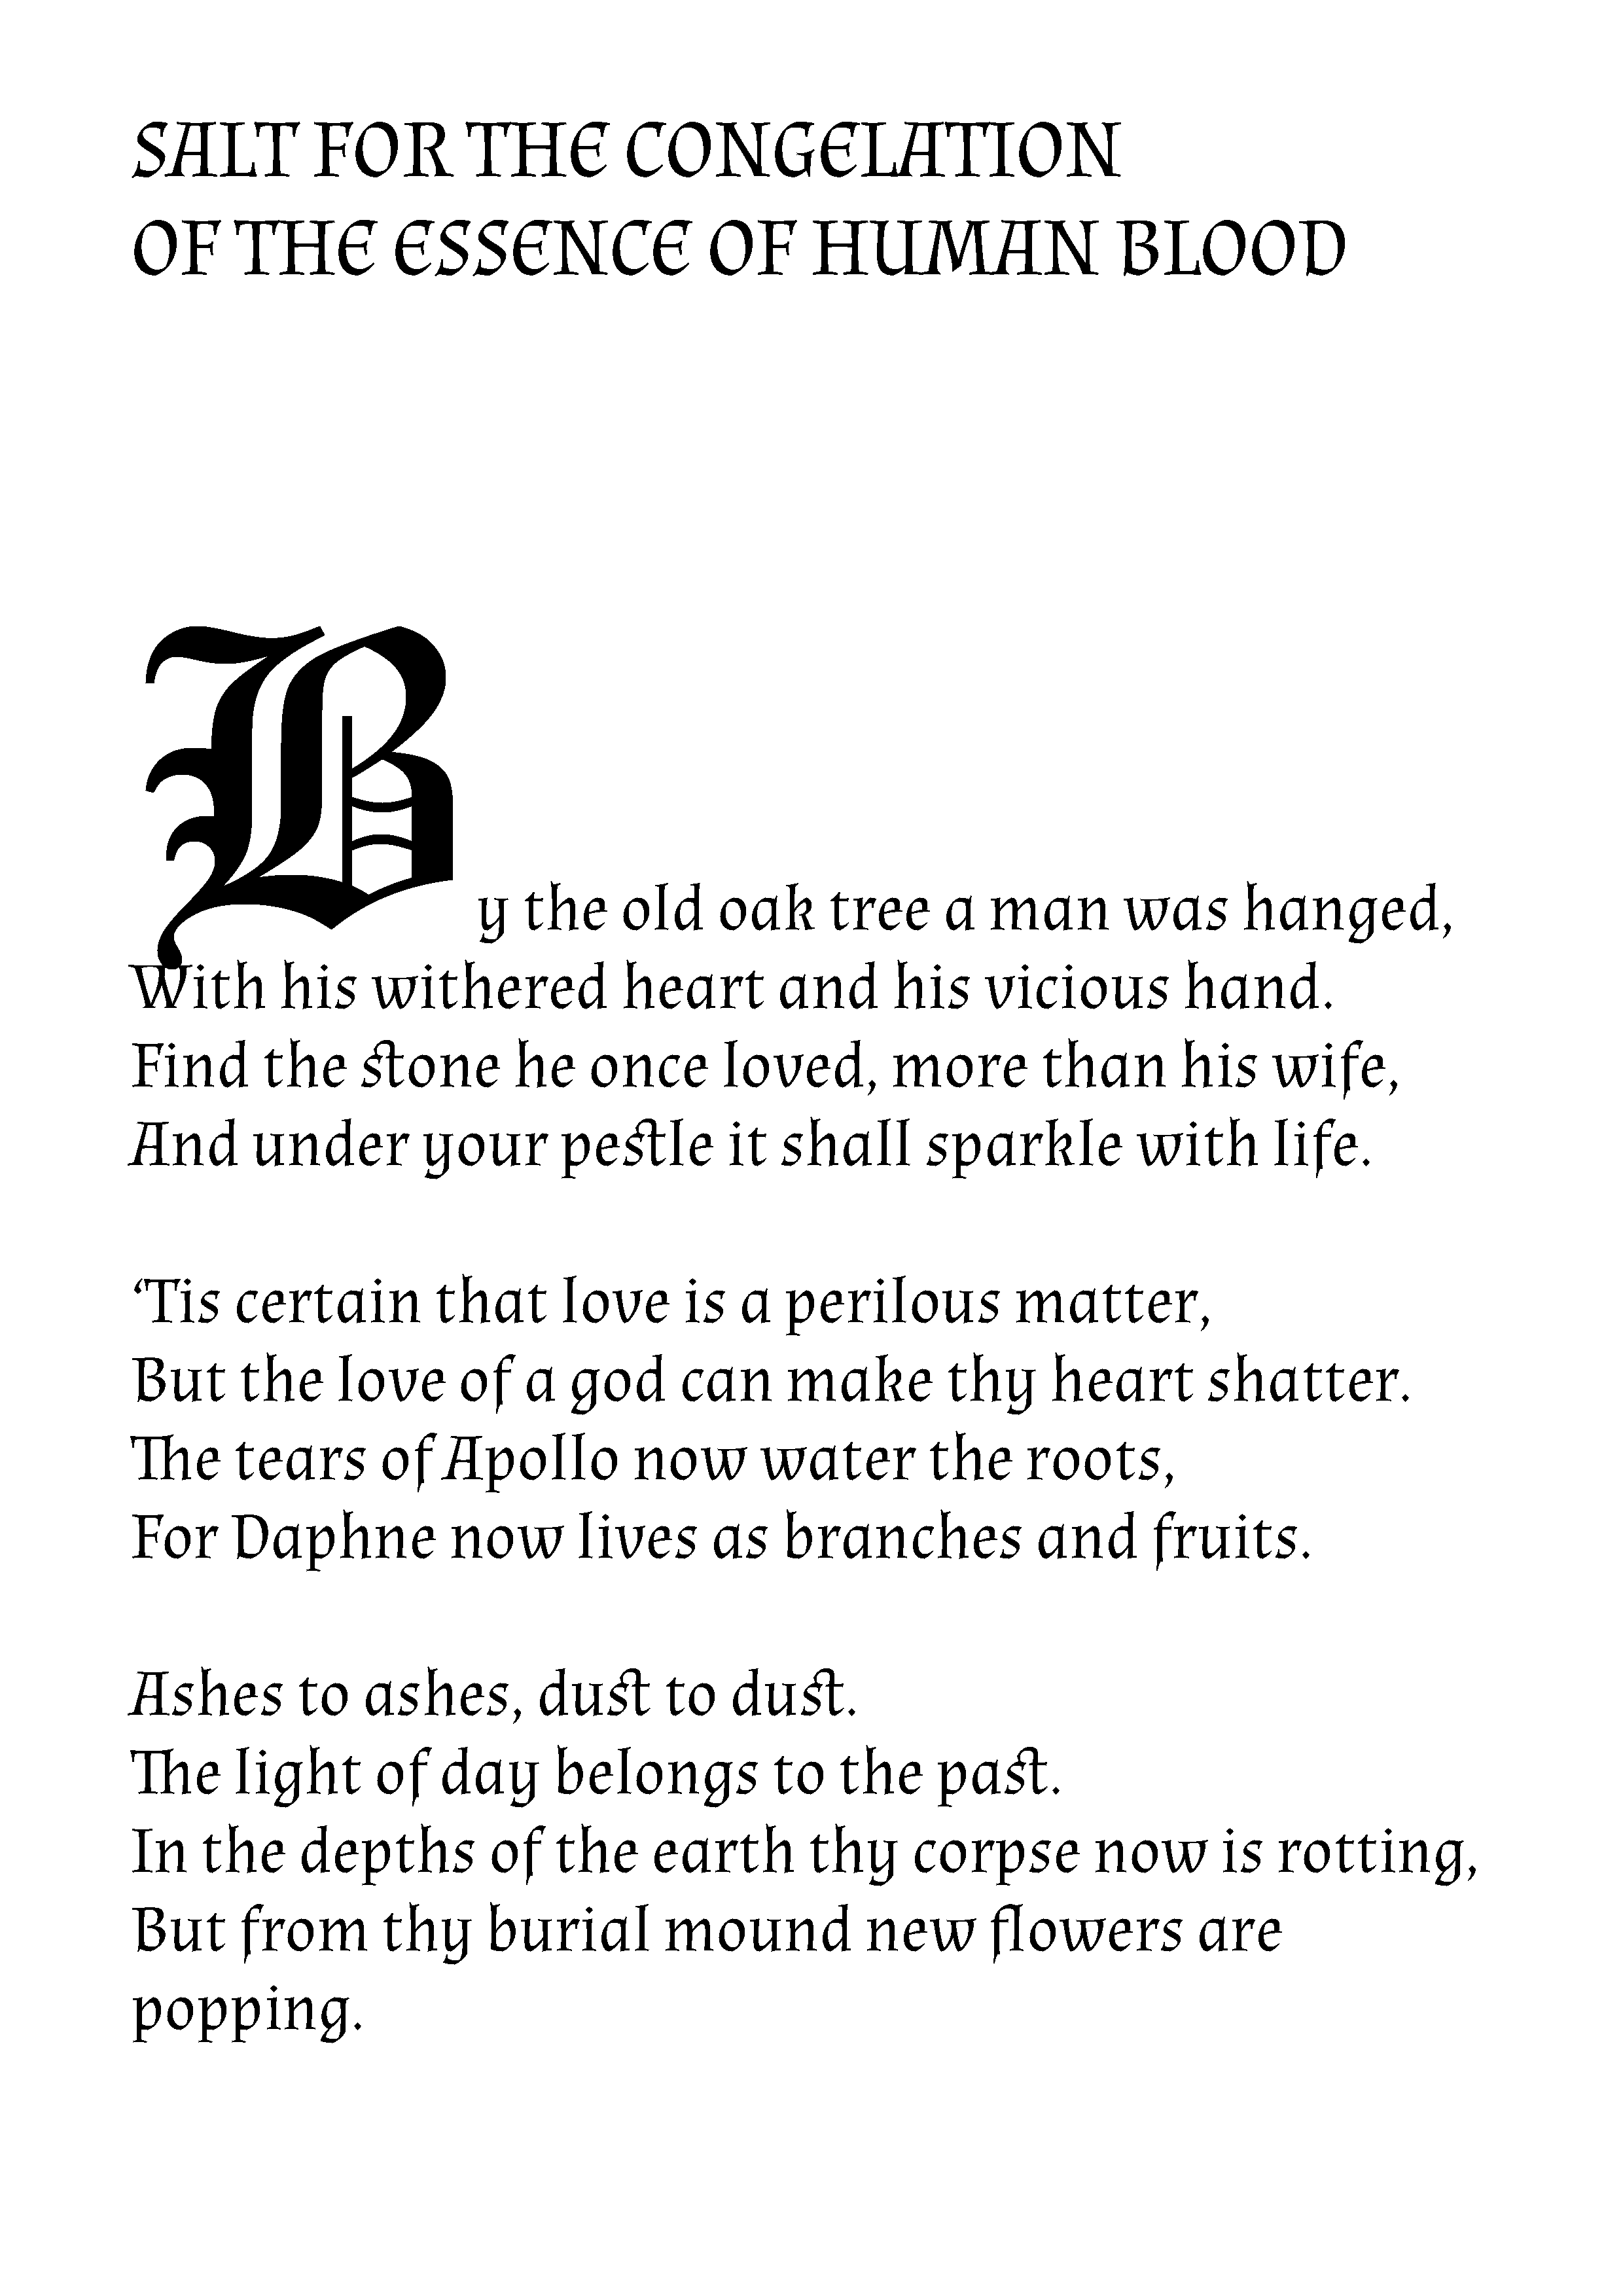 SALT FOR THE CONGELATION
OF THE ESSENCE OF HUMAN BLOOD
By the old oak tree a man was hanged,
With his withered heart and his vicious hand.
Find the stone he once loved, more than his wife,
And under your pestle it shall sparkle with life.
‘Tis certain that love is a perilous matter,
But the love of a god can make thy heart shatter.
The tears of Apollo now water the roots,
For Daphne now lives as branches and fruits.
Ashes to ashes, dust to dust.
The light of day belongs to the past.
In the depths of the earth thy corpse now is rotting,
But from thy burial mound new flowers are
popping.